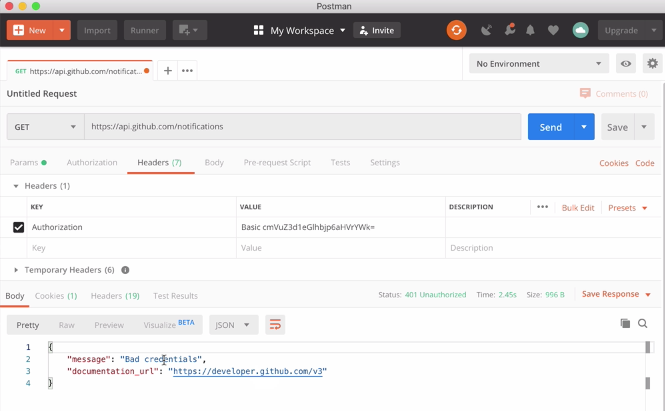 Postman
New Import Runner My Workspace Invite Upgrade
GET https://api.github.com/notificat... + ••• No Environment
Untitled Request Comments (0)
GET https://api.github.com/notifications Send Save
Params Authorization Headers (7) Body Pre-request Script Tests Settings Cookies Code
Headers (1)
KEY VALUE DESCRIPTION ••• Bulk Edit Presets
Authorization
Key Value Description
Temporary Headers (6)
Body Cookies (1) Headers (19) Test Results Status: 401 Unauthorized Time: 2.45s Size: 996 B Save Response
Pretty Raw Preview Visualize BETA JSON
1 {
2 "message": "Bad credentials",
3 "documentation_url": "https://developer.github.com/v3"
4 }